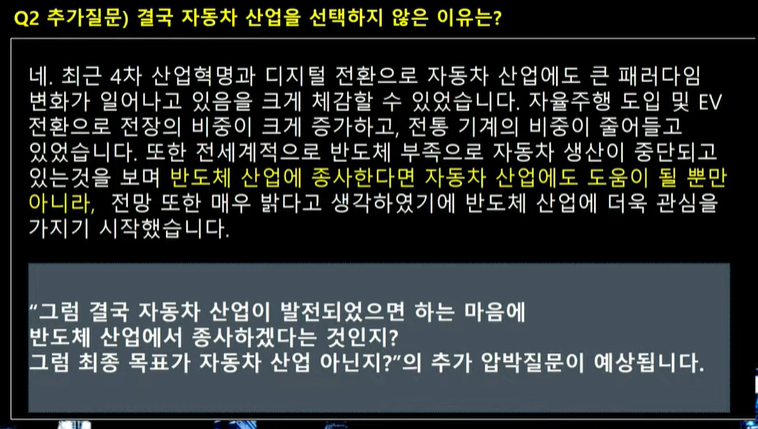 Q2 추가질문) 결국 자동차 산업을 선택하지 않은 이유는?
네. 최근 4차 산업혁명과 디지털 전환으로 자동차 산업에도 큰 패러다임
변화가 일어나고 있음을 크게 체감할 수 있었습니다. 자율주행 도입 및 EV
전환으로 전장의 비중이 크게 증가하고, 전통 기계의 비중이 줄어들고
있었습니다. 또한 전세계적으로 반도체 부족으로 자동차 생산이 중단되고
있는것을 보며 반도체 산업에 종사한다면 자동차 산업에도 도움이 될 뿐만
아니라, 전망 또한 매우 밝다고 생각하였기에 반도체 산업에 더욱 관심을
가지기 시작했습니다.
“그럼 결국 자동차 산업이 발전되었으면 하는 마음에
반도체 산업에서 종사하겠다는 것인지?
그럼 최종 목표가 자동차 산업 아닌지?”의 추가 압박질문이 예상됩니다.